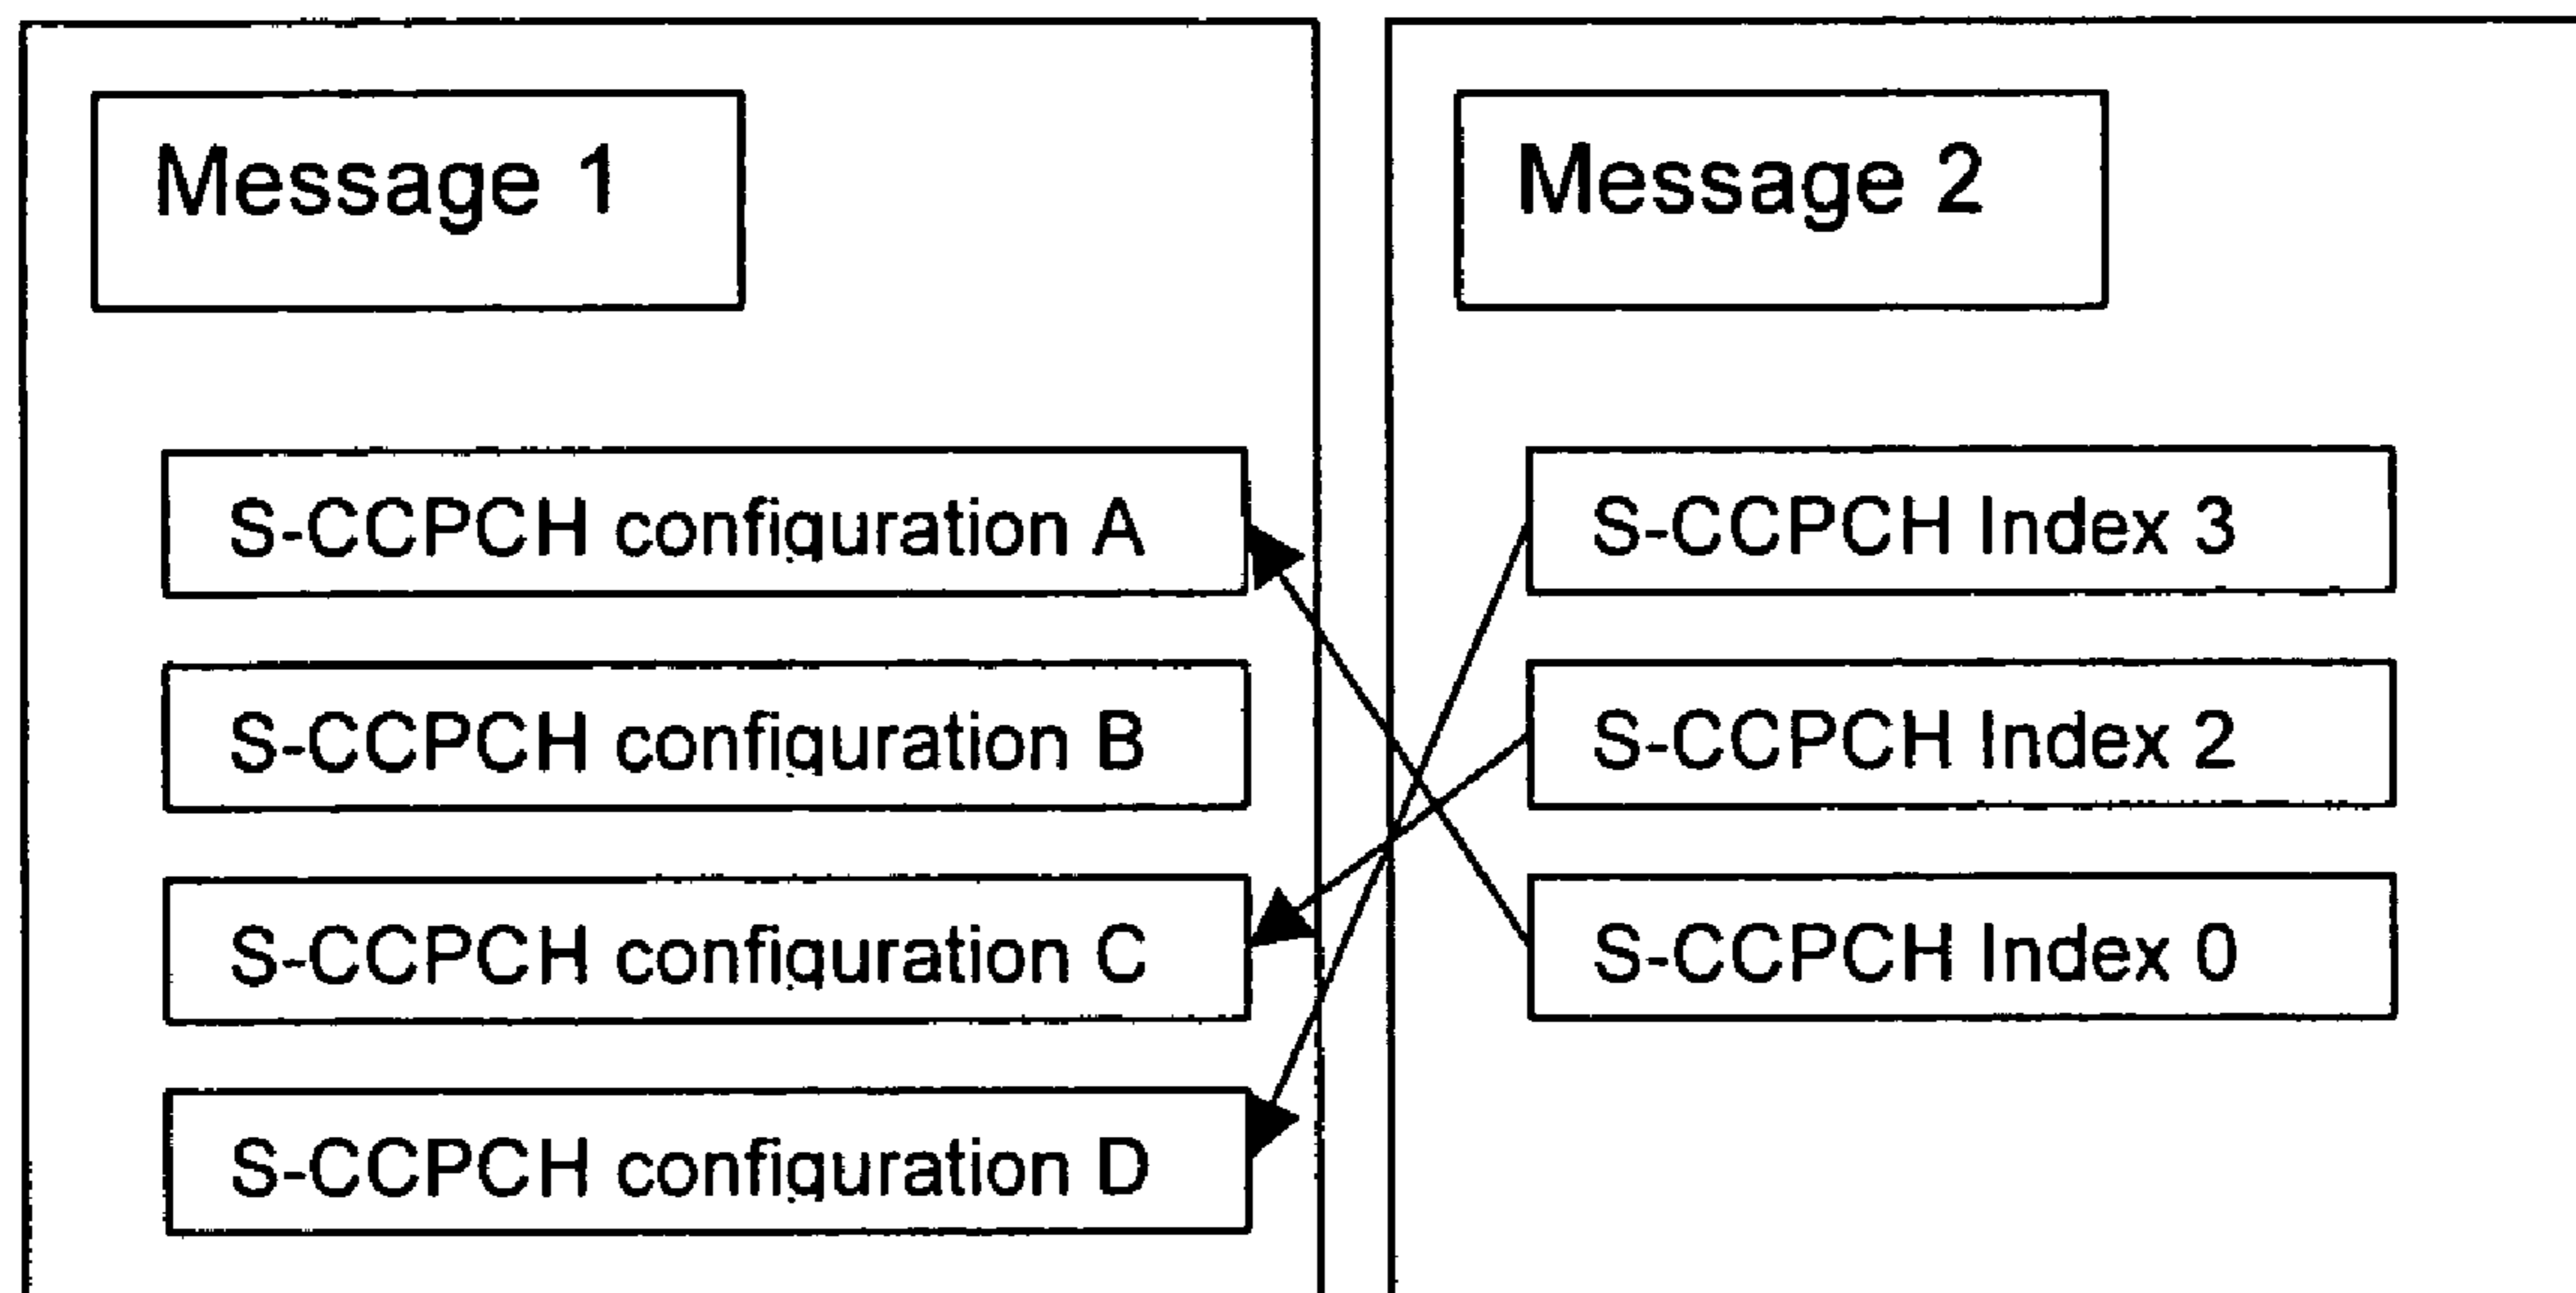 Message 1
S-CCPCH configuration A
S-CCPCH configuration B
S-CCPCH configuration C
S-CCPCH configuration D
Message 2
S-CCPCH Index 3
S-CCPCH Index 2
S-CCPCH Index 0